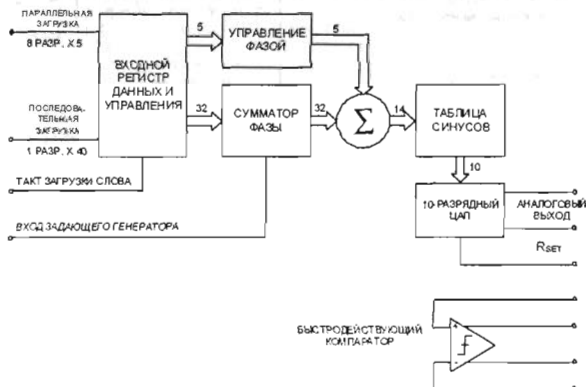 ПАРАЛЛЕЛЬНАЯ
ЗАГРУЗКА
8 РАЗР. X 5
ПОСЛЕДОВА-
ТЕЛЬНАЯ
ЗАГРУЗКА
1 РАЗР. X 40
ТАКТ ЗАГРУЗКИ СЛОВА
ВХОД ЗАДАЮЩЕГО ГЕНЕРАТОРА
ВХОДНОЙ
РЕГИСТР
ДАННЫХ И
УПРАВЛЕНИЯ
5
32
УПРАВЛЕНИЕ
ФАЗОЙ
5
СУММАТОР
ФАЗЫ
32
Σ
14
ТАБЛИЦА
СИНУСОВ
10
10-РАЗРЯДНЫЙ
ЦАП
АНАЛОГОВЫЙ
ВЫХОД
RSET
БЫСТРОДЕЙСТВУЮЩИЙ
КОМПАРАТОР
+
-